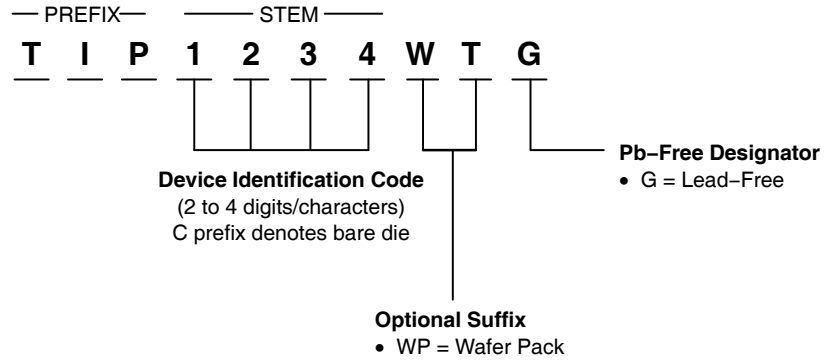 PREFIX STEM
T I P 1 2 3 4 W T G
Device Identification Code
(2 to 4 digits/characters)
C prefix denotes bare die
Pb−Free Designator
• G = Lead−Free
Optional Suffix
• WP = Wafer Pack